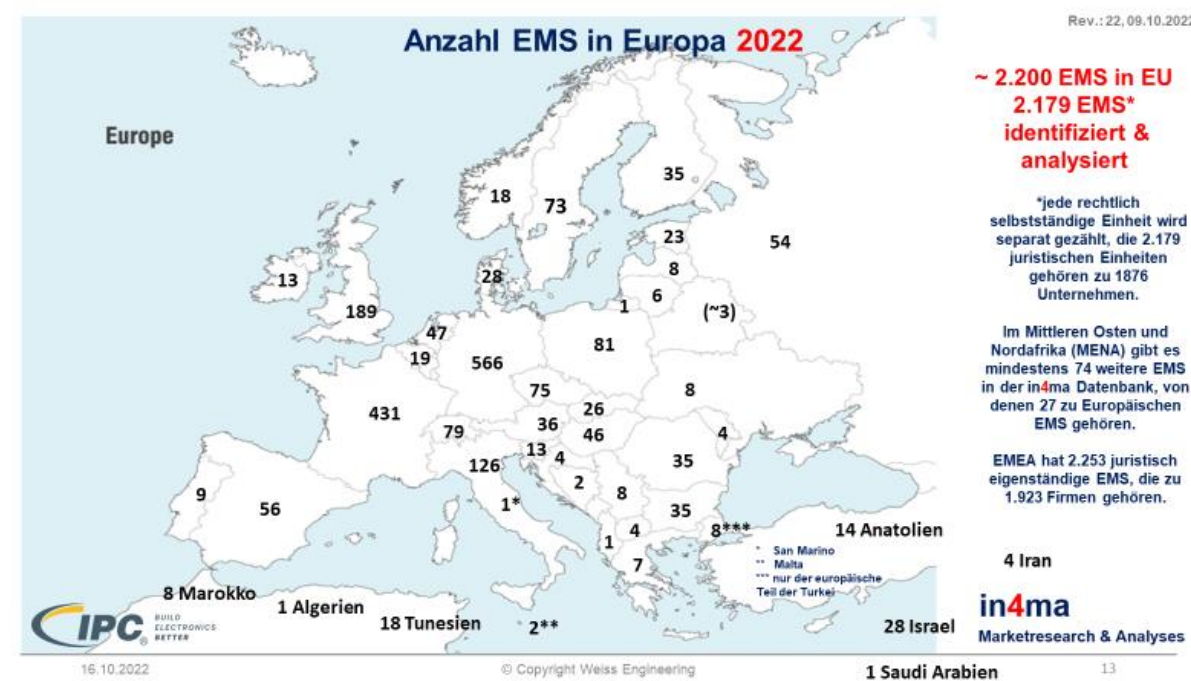 Rev.: 22, 09.10.2022
Anzahl EMS in Europa 2022
Europe
~ 2.200 EMS in EU
2.179 EMS*
identifiziert &
analysiert
*jede rechtlich
selbstständige Einheit wird
separat gezählt, die 2.179
juristischen Einheiten
gehören zu 1876
Unternehmen.
Im Mittleren Osten und
Nordafrika (MENA) gibt es
mindestens 74 weitere EMS
in der in4ma Datenbank, von
denen 27 zu Europäischen
EMS gehören.
EMEA hat 2.253 juristisch
eigenständige EMS, die zu
1.923 Firmen gehören.
18
73
35
23
54
8
13
28
6
1
(~3)
189
47
19
566
81
75
8
431
26
36
79
46
4
13
4
126
35
2
8
1*
9
56
35
4
8***
1
7
14 Anatolien
* San Marino
** Malta
*** nur der europäische
Teil der Turkei
4 Iran
8 Marokko
1 Algerien
18 Tunesien
2**
28 Israel
1 Saudi Arabien
IPC®
BUILD
ELECTRONICS
BETTER
in4ma
Marketresearch & Analyses
16.10.2022
© Copyright Weiss Engineering
13